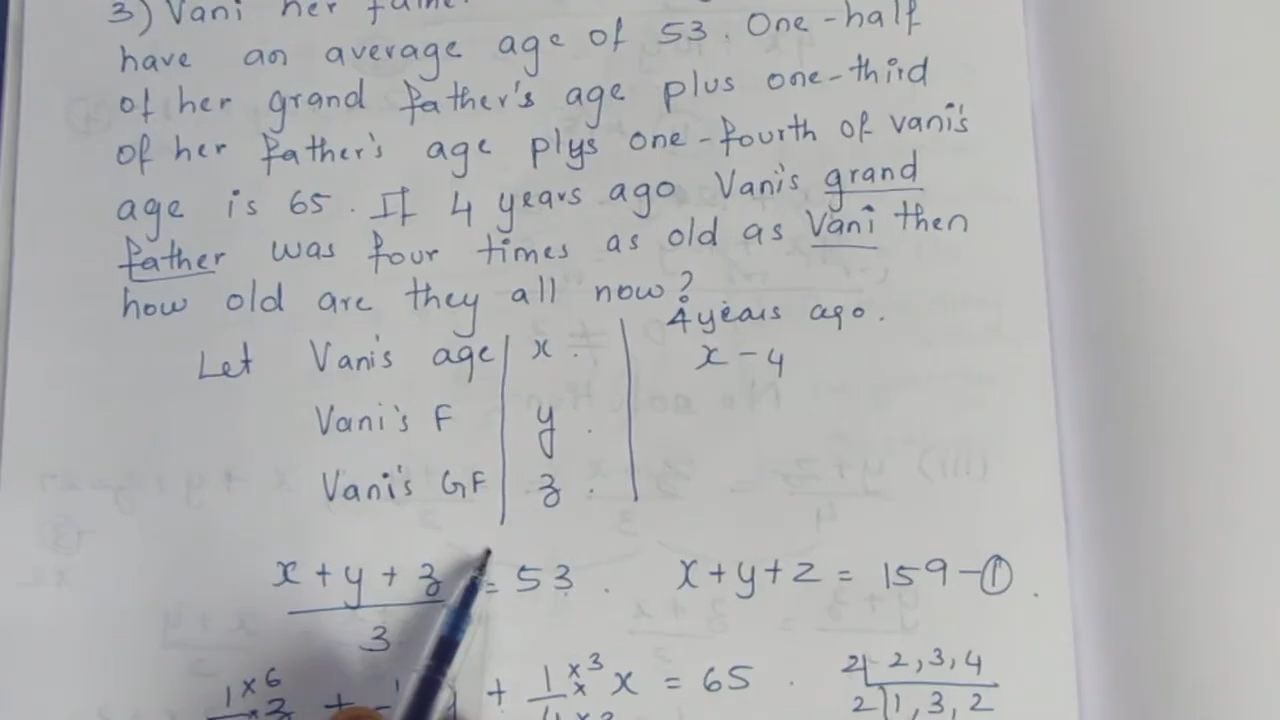 3) Vani her
have an average age of 53. One-half
of her grand father's age plus one-third
of her father's age plys one-fourth of vani's
age is 65. If 4 years ago Vani's grand
father was four times as old as Vani then
how old are they all now?
4 years ago.
Let Vani's age x. x-4
Vani's F y.
Vani's GF z.
x+y+z = 53. x+y+z = 159-①.
3
1×6 + 1 + 1×3 x = 65. 2 2,3,4
2 1,3,2